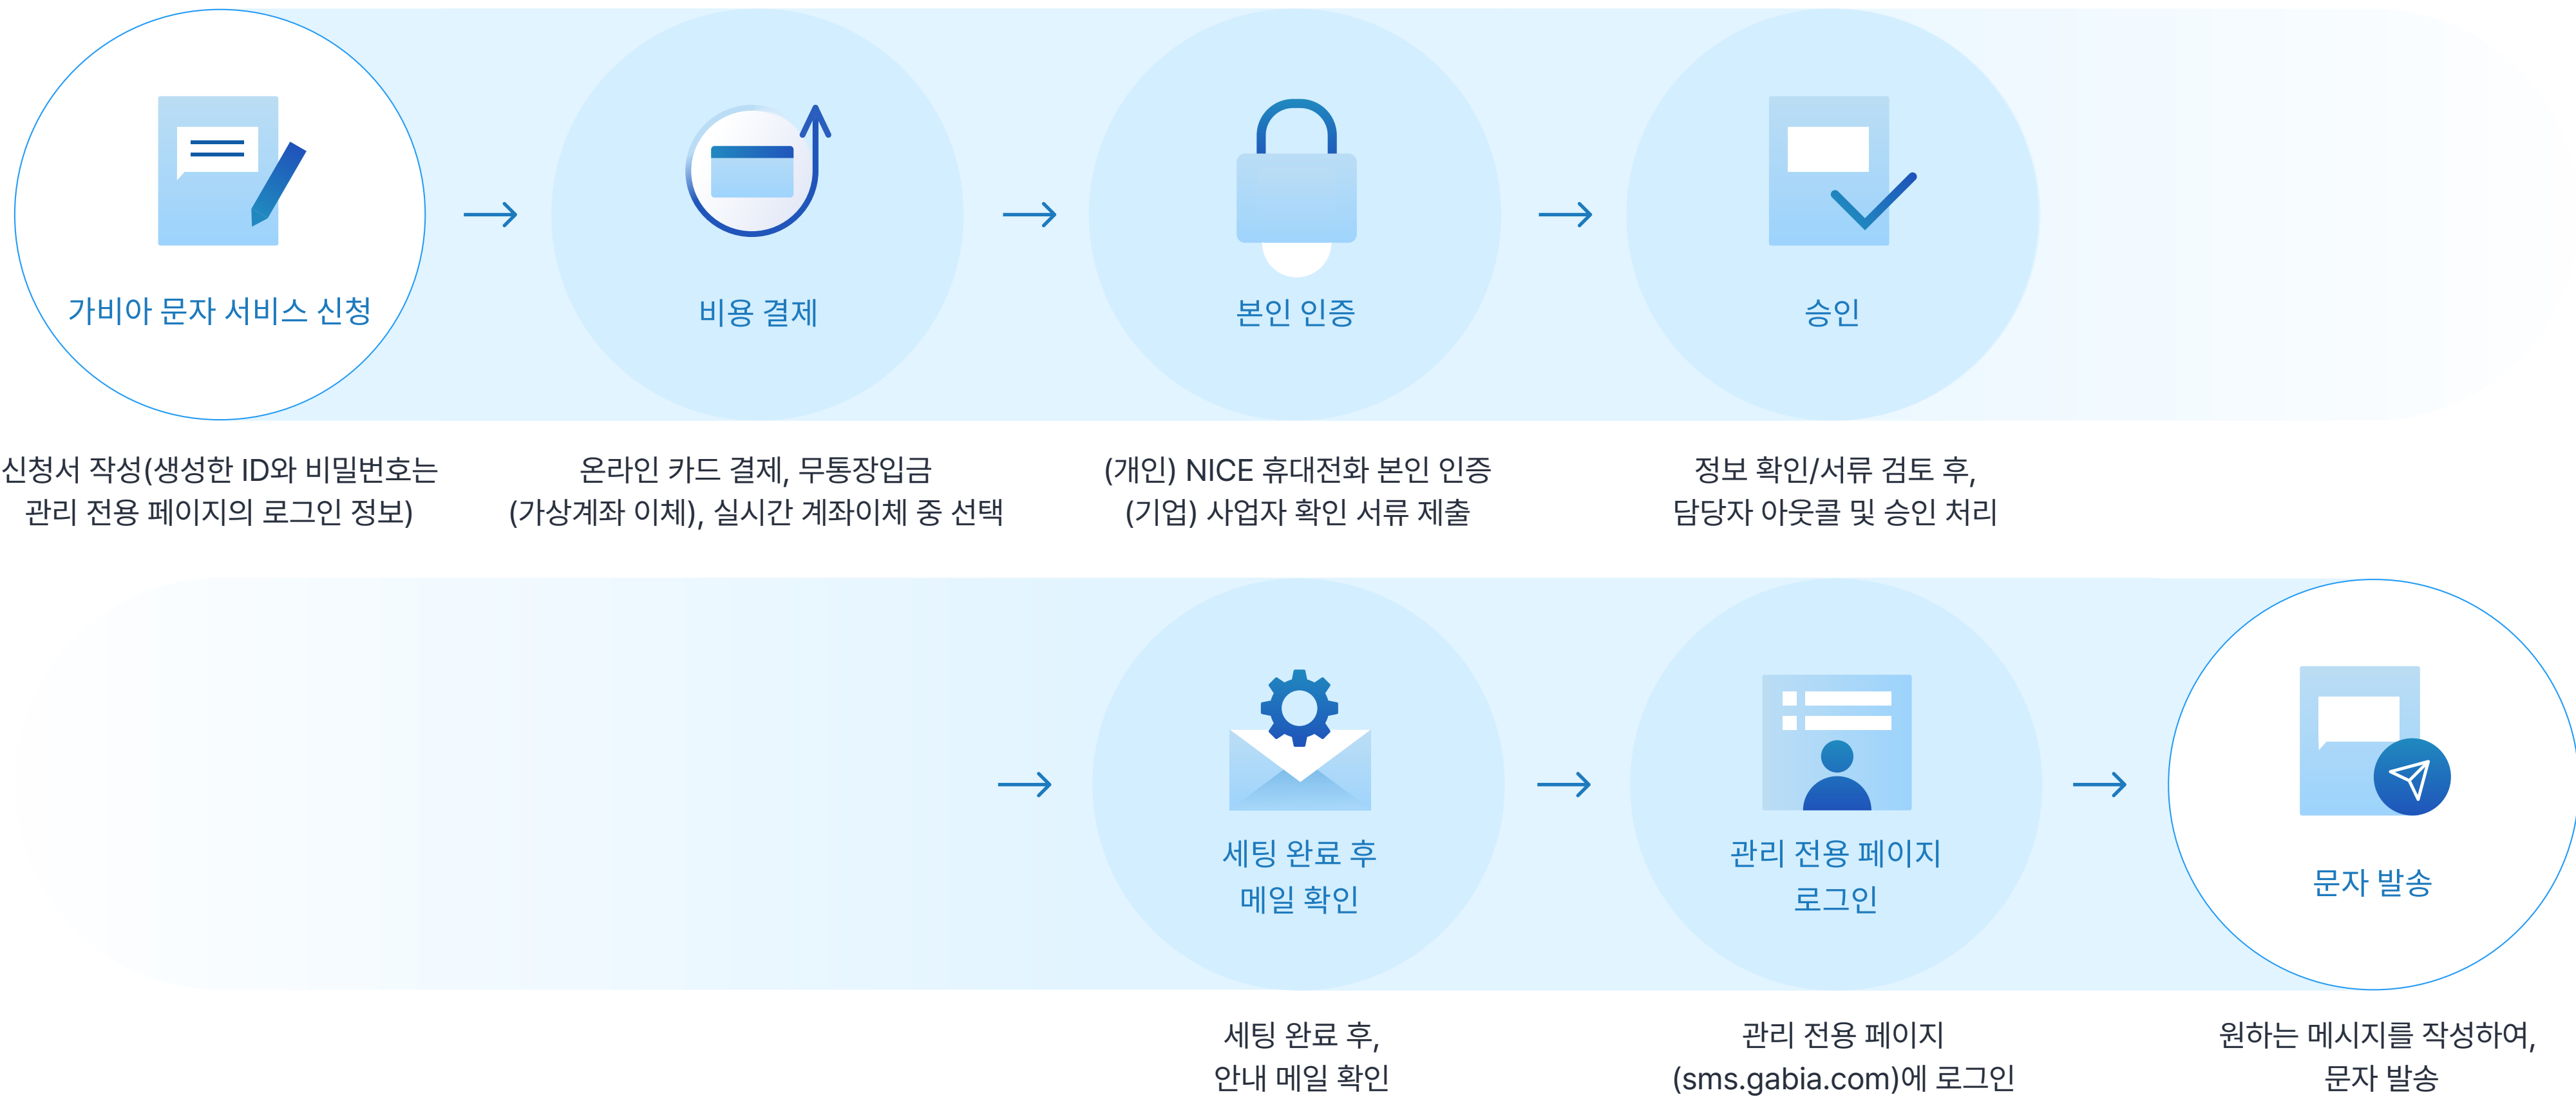 가비아 문자 서비스 신청
비용 결제
본인 인증
승인
신청서 작성(생성한 ID와 비밀번호는
관리 전용 페이지의 로그인 정보)
온라인 카드 결제, 무통장입금
(가상계좌 이체), 실시간 계좌이체 중 선택
(개인) NICE 휴대전화 본인 인증
(기업) 사업자 확인 서류 제출
정보 확인/서류 검토 후,
담당자 아웃콜 및 승인 처리
세팅 완료 후
메일 확인
관리 전용 페이지
로그인
문자 발송
세팅 완료 후,
안내 메일 확인
관리 전용 페이지
(sms.gabia.com)에 로그인
원하는 메시지를 작성하여,
문자 발송